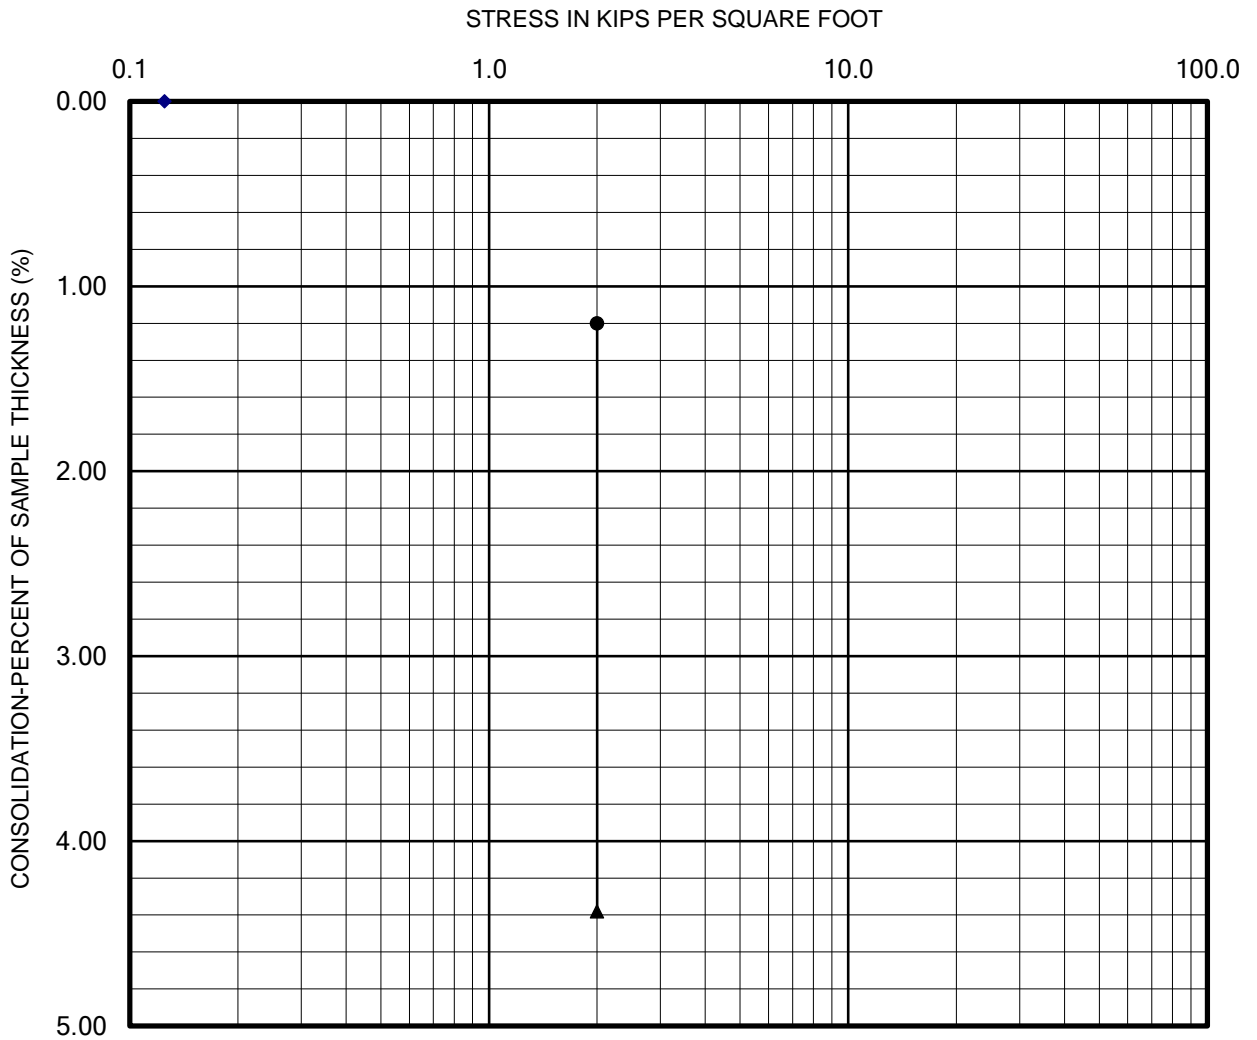 STRESS IN KIPS PER SQUARE FOOT
0.1 1.0 10.0 100.0
0.00
1.00
2.00
3.00
4.00
5.00
CONSOLIDATION-PERCENT OF SAMPLE THICKNESS (%)